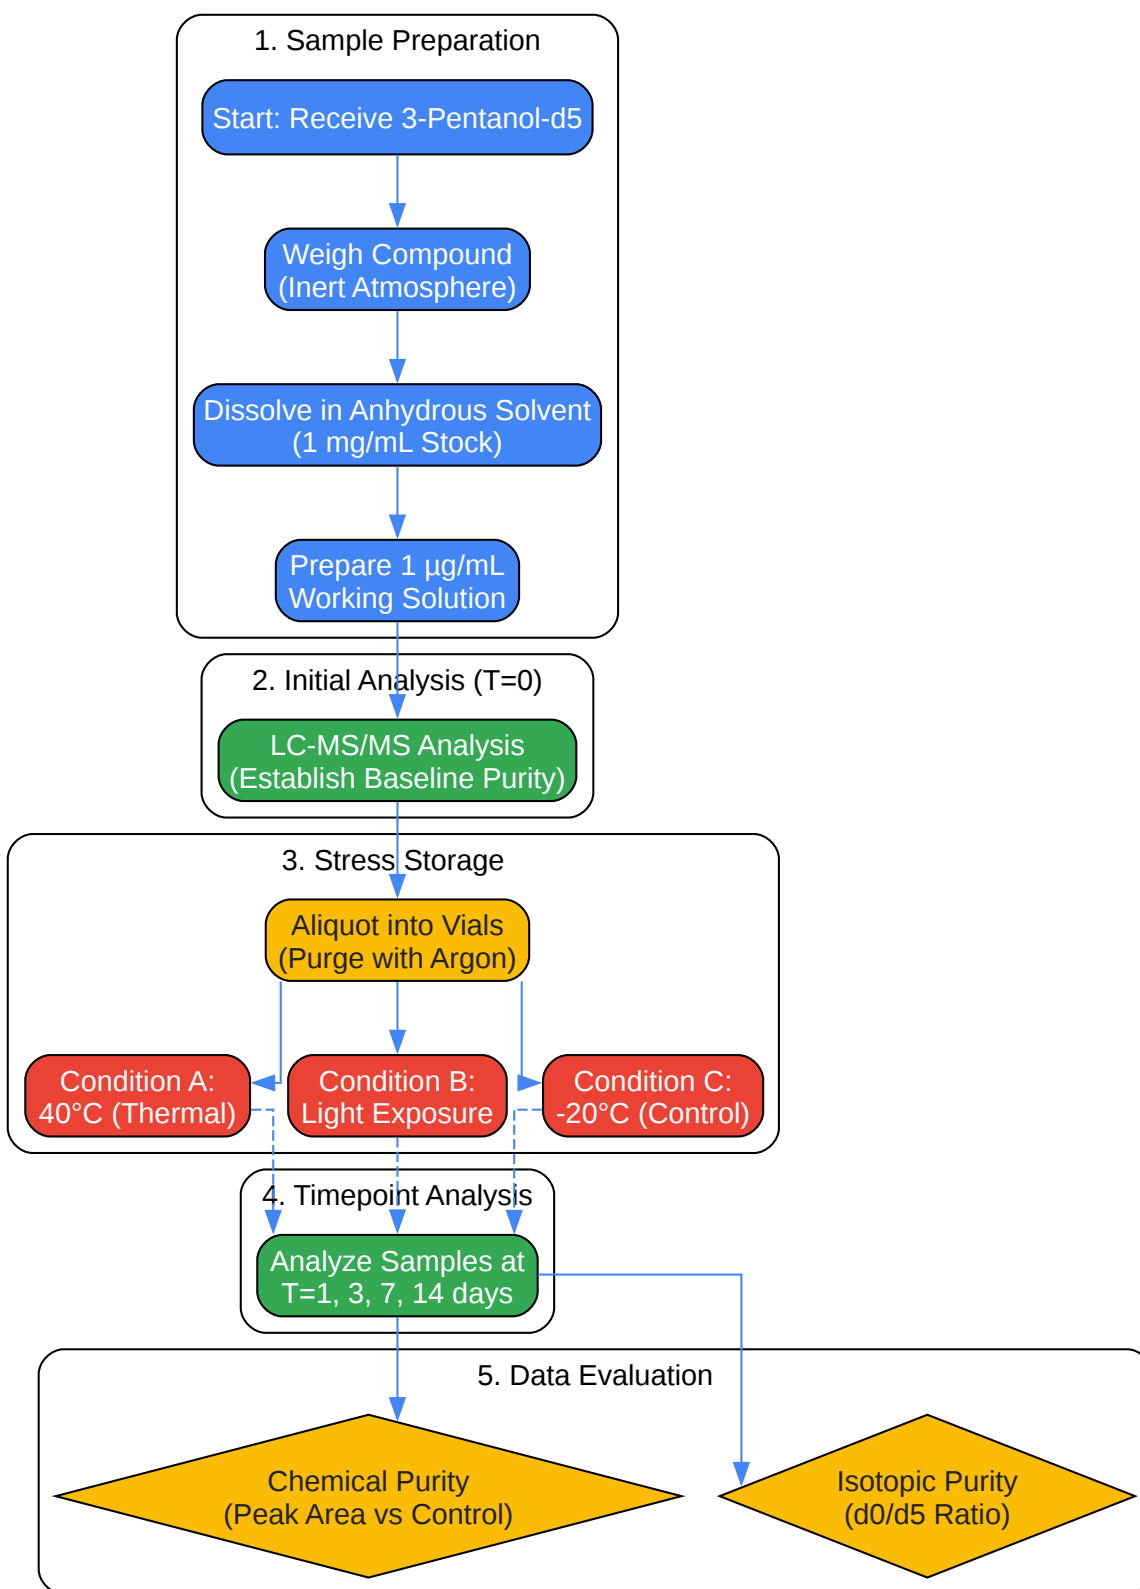 1. Sample Preparation
Start: Receive 3-Pentanol-d5
Weigh Compound
(Inert Atmosphere)
Dissolve in Anhydrous Solvent
(1 mg/mL Stock)
Prepare 1 µg/mL
Working Solution
2. Initial Analysis (T=0)
LC-MS/MS Analysis
(Establish Baseline Purity)
3. Stress Storage
Aliquot into Vials
(Purge with Argon)
Condition A:
40°C (Thermal)
Condition B:
Light Exposure
Condition C:
-20°C (Control)
4. Timepoint Analysis
Analyze Samples at
T=1, 3, 7, 14 days
5. Data Evaluation
Chemical Purity
(Peak Area vs Control)
Isotopic Purity
(d0/d5 Ratio)